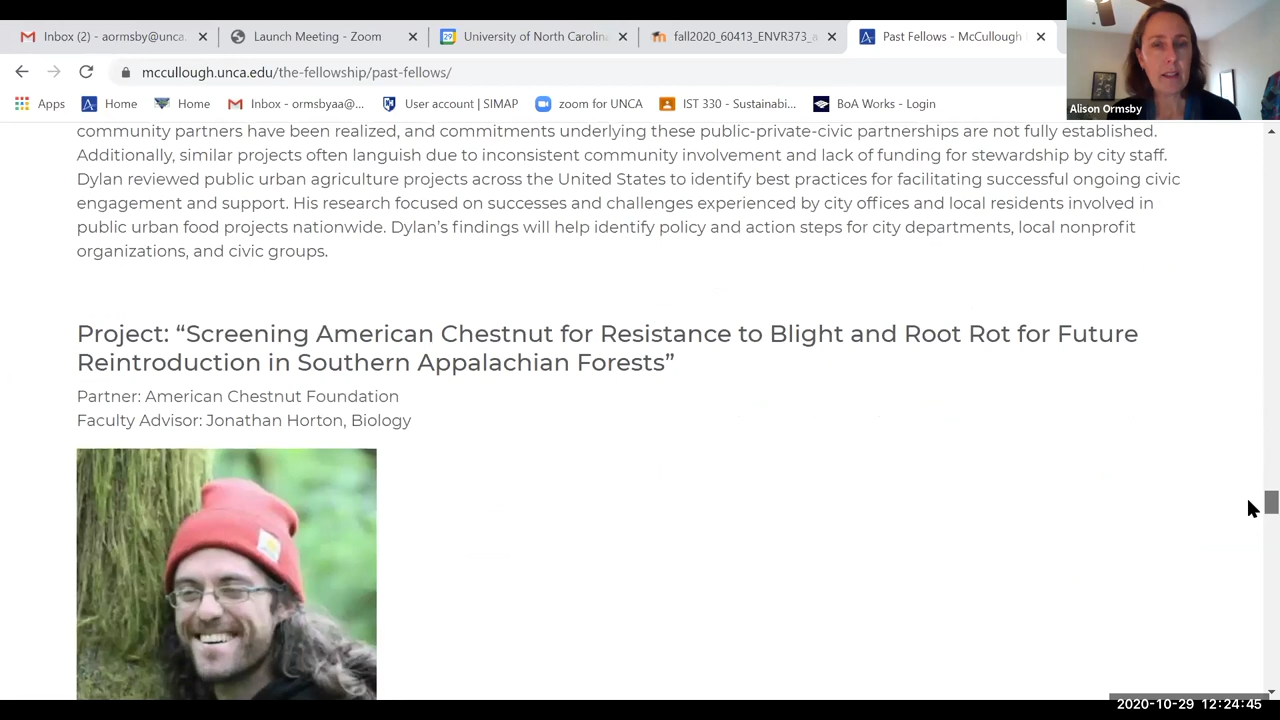 Inbox (2) - aormsby@unca.
Launch Meeting - Zoom
University of North Carolin
fall2020_60413_ENVR373_a
Past Fellows - McCullough
mccullough.unca.edu/the-fellowship/past-fellows/
Apps
Home
Home
Inbox - ormsbyaa@...
User account | SIMAP
zoom for UNCA
IST 330 - Sustainabi...
BoA Works - Login
Alison Ormsby
community partners have been realized, and commitments underlying these public-private-civic partnerships are not fully established.
Additionally, similar projects often languish due to inconsistent community involvement and lack of funding for stewardship by city staff.
Dylan reviewed public urban agriculture projects across the United States to identify best practices for facilitating successful ongoing civic
engagement and support. His research focused on successes and challenges experienced by city offices and local residents involved in
public urban food projects nationwide. Dylan's findings will help identify policy and action steps for city departments, local nonprofit
organizations, and civic groups.
Project: “Screening American Chestnut for Resistance to Blight and Root Rot for Future
Reintroduction in Southern Appalachian Forests”
Partner: American Chestnut Foundation
Faculty Advisor: Jonathan Horton, Biology
2020-10-29 12:24:45